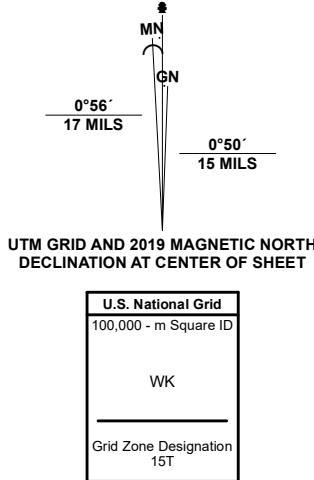 MN
GN
0°56´
17 MILS
0°50´
15 MILS
UTM GRID AND 2019 MAGNETIC NORTH
DECLINATION AT CENTER OF SHEET
U.S. National Grid
100,000 - m Square ID
WK
Grid Zone Designation
15T